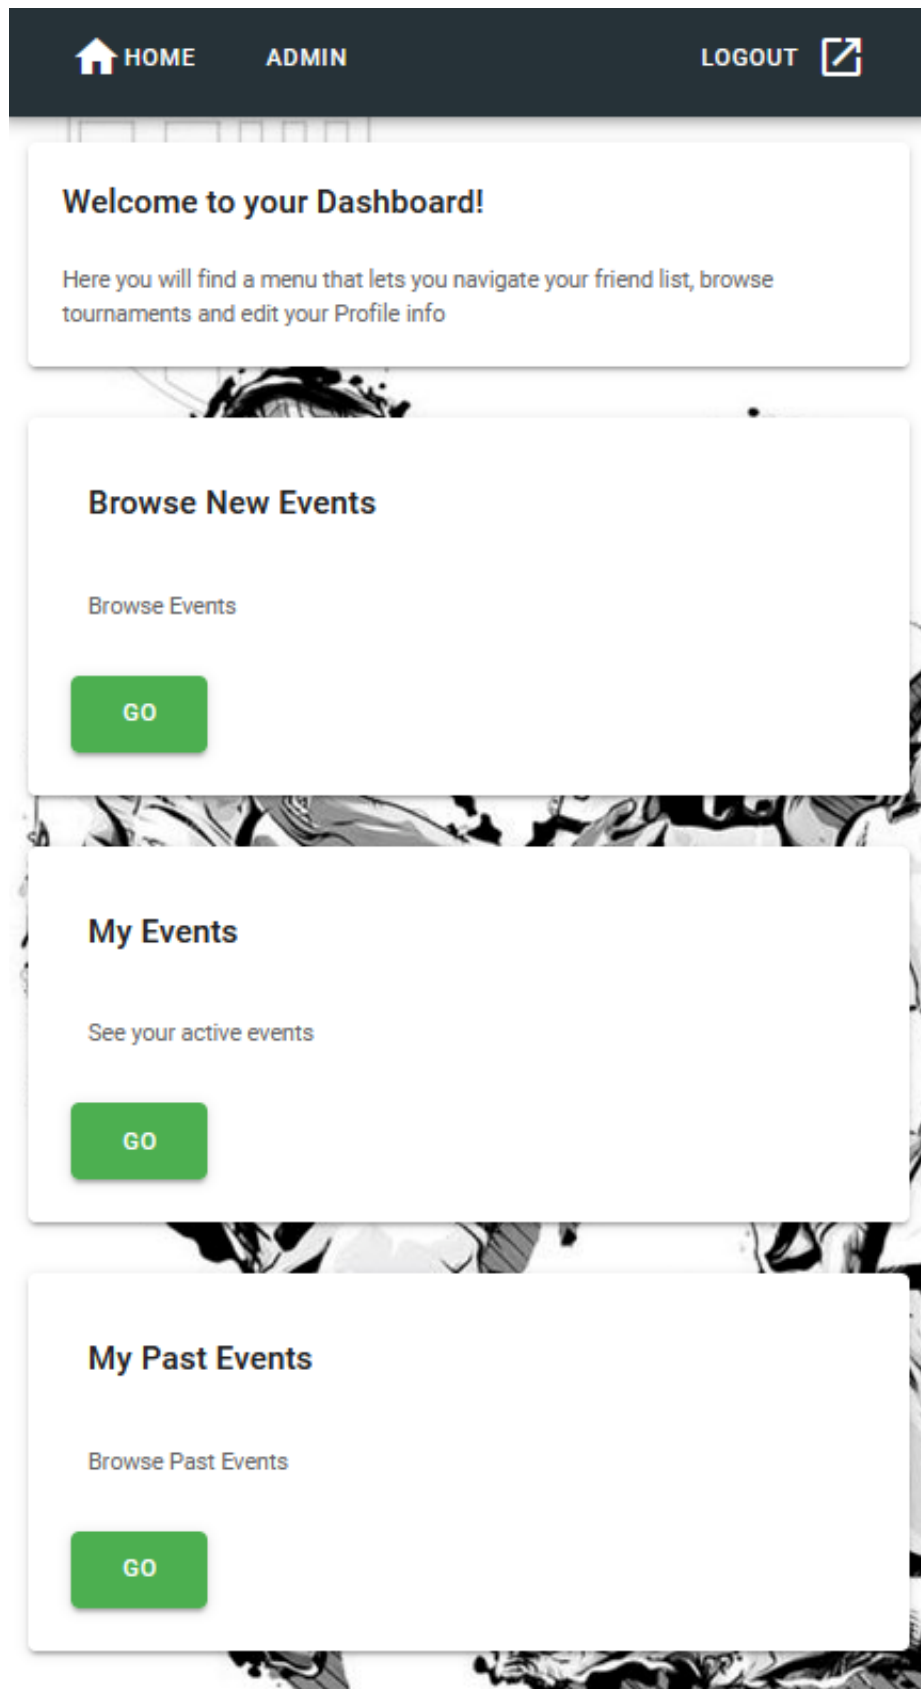 HOME ADMIN LOGOUT
Welcome to your Dashboard!
Here you will find a menu that lets you navigate your friend list, browse
tournaments and edit your Profile info
Browse New Events
Browse Events
GO
My Events
See your active events
GO
My Past Events
Browse Past Events
GO